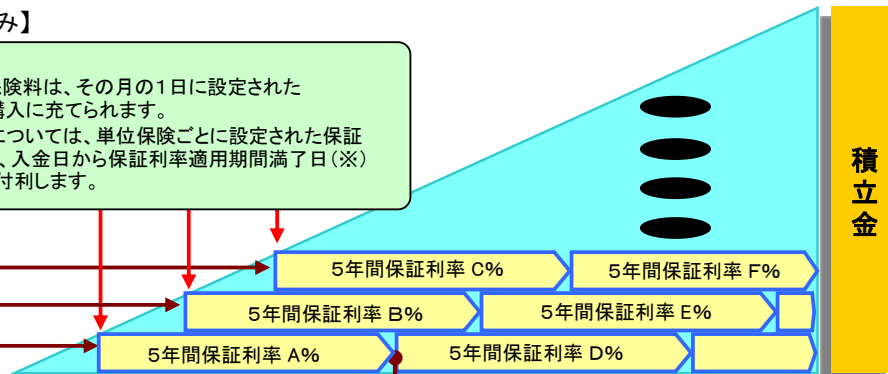 み】
保険料は、その月の1日に設定された
購入に充てられます。
については、単位保険ごとに設定された保証
、入金日から保証利率適用期間満了日(※)
付利します。
積立金
5年間保証利率 C%
5年間保証利率 F%
5年間保証利率 B%
5年間保証利率 E%
5年間保証利率 A%
5年間保証利率 D%